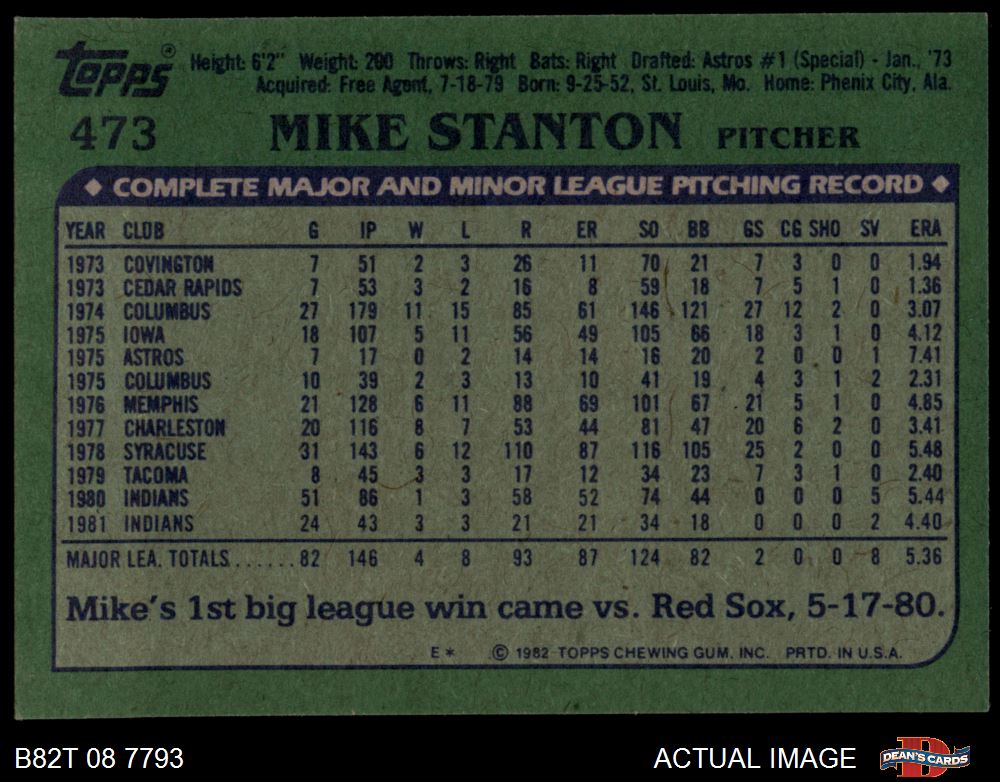 Topps® Height: 6'2" Weight: 200 Throws: Right Bats: Right Drafted: Astros #1 (Special) - Jan., '73
Acquired: Free Agent, 7-18-79 Born: 9-25-52, St. Louis, Mo. Home: Phenix City, Ala.
473 MIKE STANTON PITCHER
◆ COMPLETE MAJOR AND MINOR LEAGUE PITCHING RECORD ◆
YEAR CLUB G IP W L R ER SO BB GS CG SHO SV ERA
1973 COVINGTON 7 51 2 3 26 11 70 21 7 3 0 0 1.94
1973 CEDAR RAPIDS 7 53 3 2 16 8 59 18 7 5 1 0 1.36
1974 COLUMBUS 27 179 11 15 85 61 146 121 27 12 2 0 3.07
1975 IOWA 18 107 5 11 56 49 105 66 18 3 1 0 4.12
1975 ASTROS 7 17 0 2 14 14 16 20 2 0 0 1 7.41
1975 COLUMBUS 10 39 2 3 13 10 41 19 4 3 1 2 2.31
1976 MEMPHIS 21 128 6 11 88 69 101 67 21 5 1 0 4.85
1977 CHARLESTON 20 116 8 7 53 44 81 47 20 6 2 0 3.41
1978 SYRACUSE 31 143 6 12 110 87 116 105 25 2 0 0 5.48
1979 TACOMA 8 45 3 3 17 12 34 23 7 3 1 0 2.40
1980 INDIANS 51 86 1 3 58 52 74 44 0 0 0 5 5.44
1981 INDIANS 24 43 3 3 21 21 34 18 0 0 0 2 4.40
MAJOR LEA. TOTALS......82 146 4 8 93 87 124 82 2 0 0 8 5.36
Mike's 1st big league win came vs. Red Sox, 5-17-80.
E* © 1982 TOPPS CHEWING GUM, INC. PRTD. IN U.S.A.
B82T 08 7793 ACTUAL IMAGE DEAN'S CARDS